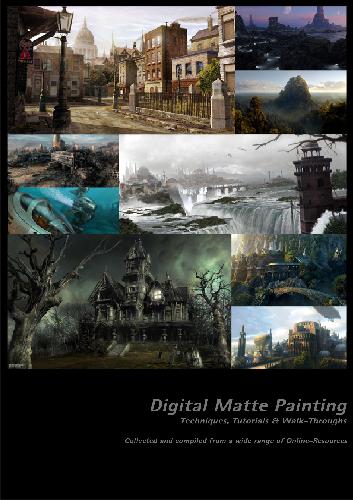 Digital Matte Painting
Techniques, Tutorials & Walk-Throughs
Collected and compiled from a wide range of Online-Resources